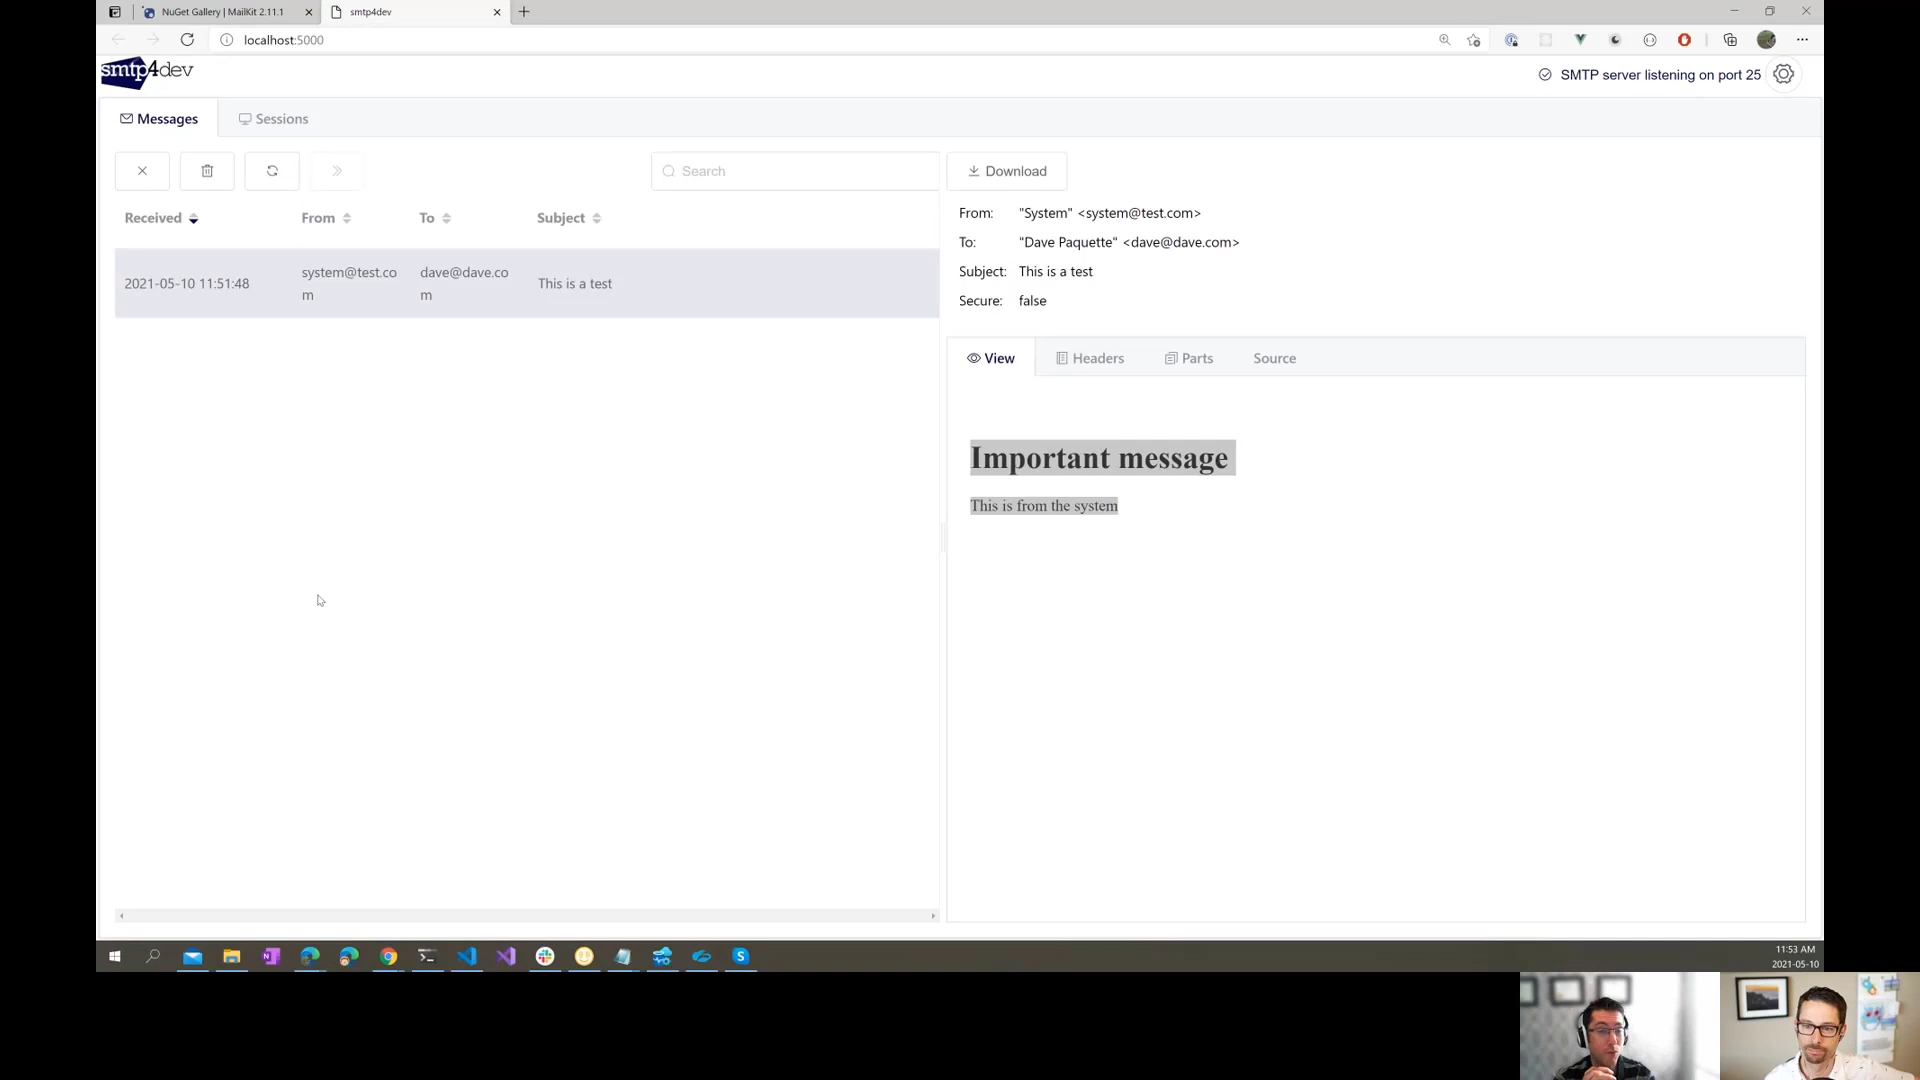 NuGet Gallery | MailKit 2.11.1
smtp4dev
localhost:5000
smtp4dev
SMTP server listening on port 25
Messages
Sessions
Search
Download
Received
From
To
Subject
2021-05-10 11:51:48
system@test.co
m
dave@dave.co
m
This is a test
From: "System" <system@test.com>
To: "Dave Paquette" <dave@dave.com>
Subject: This is a test
Secure: false
View
Headers
Parts
Source
Important message
This is from the system
11:53 AM
2021-05-10